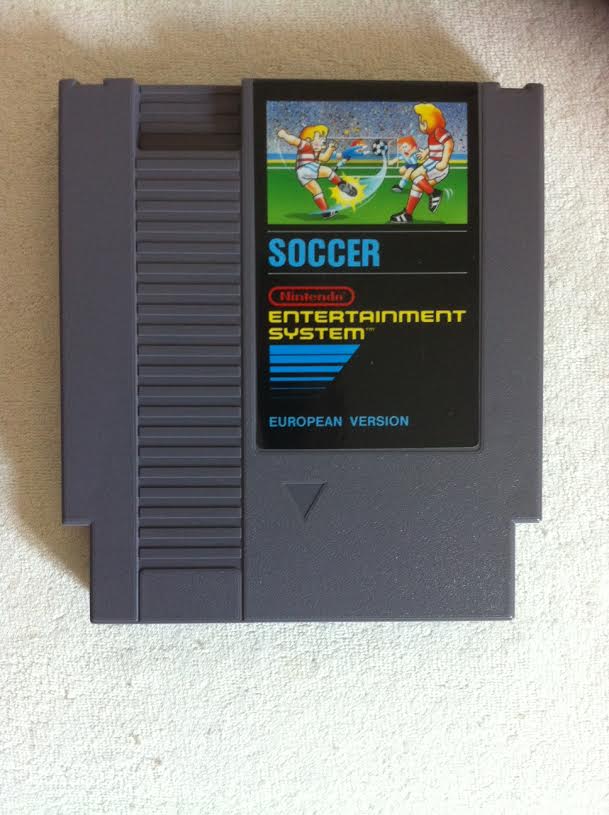 SOCCER
Nintendo®
ENTERTAINMENT
SYSTEM™
EUROPEAN VERSION